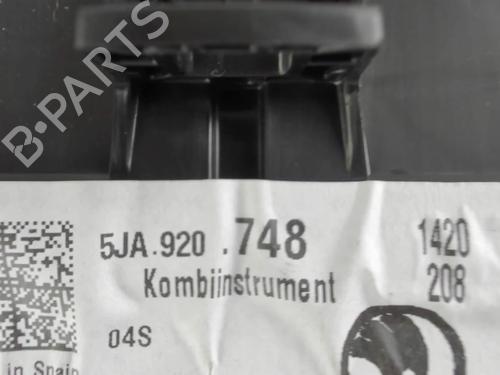 B·PARTS
5JA.920 .748 1420
Kombiinstrument 208
04S
in Spain